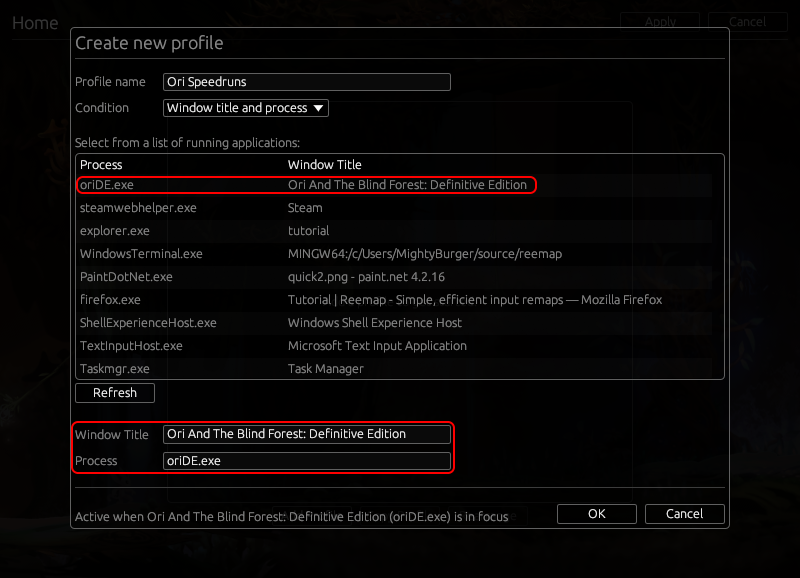 Home Apply Cancel
Create new profile
Profile name Ori Speedruns
Condition Window title and process
Select from a list of running applications:
Process Window Title
oriDE.exe Ori And The Blind Forest: Definitive Edition
steamwebhelper.exe Steam
explorer.exe tutorial
WindowsTerminal.exe MINGW64:/c/Users/MightyBurger/source/reemap
PaintDotNet.exe quick2.png - paint.net 4.2.16
firefox.exe Tutorial | Reemap - Simple, efficient input remaps — Mozilla Firefox
ShellExperienceHost.exe Windows Shell Experience Host
TextInputHost.exe Microsoft Text Input Application
Taskmgr.exe Task Manager
Refresh
Window Title Ori And The Blind Forest: Definitive Edition
Process oriDE.exe
Active when Ori And The Blind Forest: Definitive Edition (oriDE.exe) is in focus OK Cancel